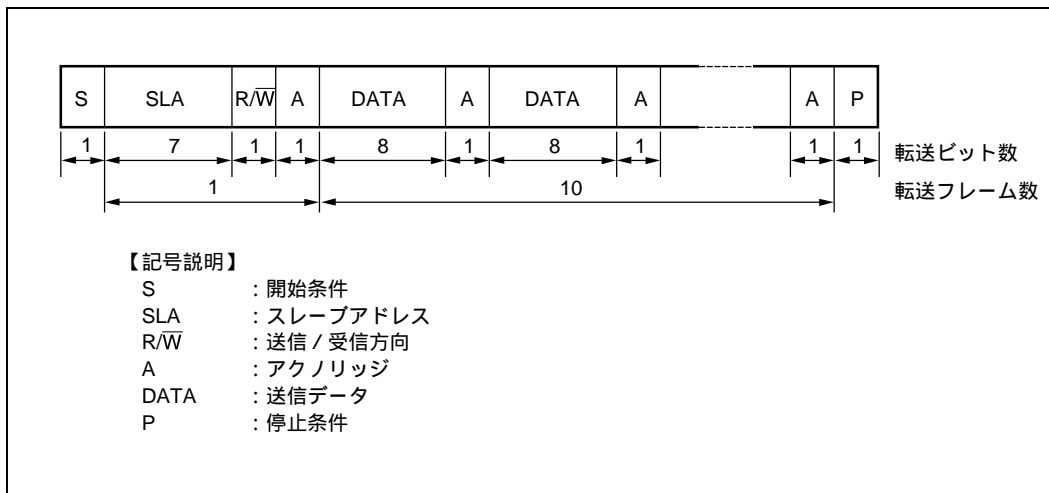 S SLA R/W̅ A DATA A DATA A A P
1 7 1 1 8 1 8 1 1 1 転送ビット数
1 10 転送フレーム数
【記号説明】
S : 開始条件
SLA : スレーブアドレス
R/W̅ : 送信 / 受信方向
A : アクノリッジ
DATA : 送信データ
P : 停止条件